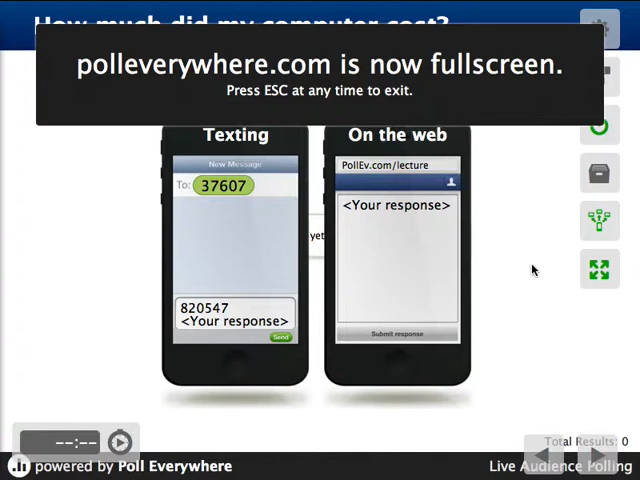 How much did my computer cost?
polleverywhere.com is now fullscreen.
Press ESC at any time to exit.
Texting
On the web
New Message
To: 37607
820547
<Your response>
Send
PollEv.com/lecture
<Your response>
Submit response
yet
--:--
Total Results: 0
powered by Poll Everywhere
Live Audience Polling